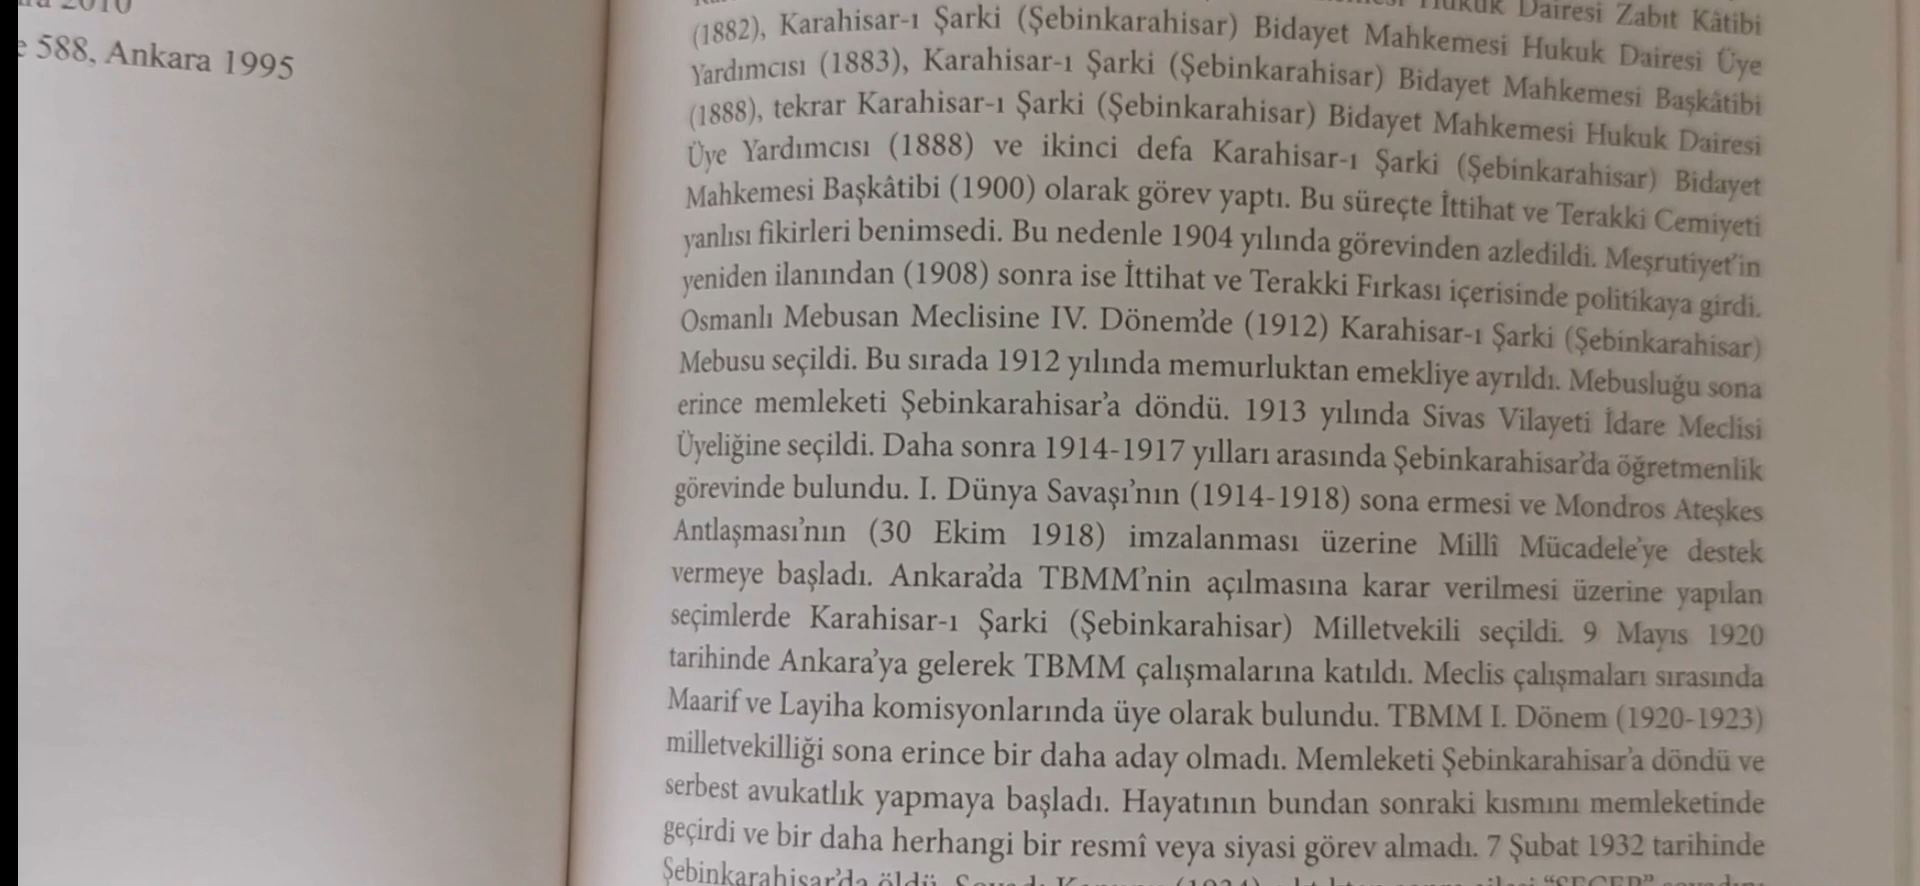 2010
588, Ankara 1995
Hukuk Dairesi Zabıt Kâtibi
(1882), Karahisar-ı Şarki (Şebinkarahisar) Bidayet Mahkemesi Hukuk Dairesi Üye
Yardımcısı (1883), Karahisar-ı Şarki (Şebinkarahisar) Bidayet Mahkemesi Başkâtibi
(1888), tekrar Karahisar-ı Şarki (Şebinkarahisar) Bidayet Mahkemesi Hukuk Dairesi
Üye Yardımcısı (1888) ve ikinci defa Karahisar-ı Şarki (Şebinkarahisar) Bidayet
Mahkemesi Başkâtibi (1900) olarak görev yaptı. Bu süreçte İttihat ve Terakki Cemiyeti
yanlısı fikirleri benimsedi. Bu nedenle 1904 yılında görevinden azledildi. Meşrutiyet'in
yeniden ilanından (1908) sonra ise İttihat ve Terakki Fırkası içerisinde politikaya girdi.
Osmanlı Mebusan Meclisine IV. Dönem'de (1912) Karahisar-ı Şarki (Şebinkarahisar)
Mebusu seçildi. Bu sırada 1912 yılında memurluktan emekliye ayrıldı. Mebusluğu sona
erince memleketi Şebinkarahisar'a döndü. 1913 yılında Sivas Vilayeti İdare Meclisi
Üyeliğine seçildi. Daha sonra 1914-1917 yılları arasında Şebinkarahisar'da öğretmenlik
görevinde bulundu. I. Dünya Savaşı'nın (1914-1918) sona ermesi ve Mondros Ateşkes
Antlaşması'nın (30 Ekim 1918) imzalanması üzerine Millî Mücadele'ye destek
vermeye başladı. Ankara'da TBMM'nin açılmasına karar verilmesi üzerine yapılan
seçimlerde Karahisar-ı Şarki (Şebinkarahisar) Milletvekili seçildi. 9 Mayıs 1920
tarihinde Ankara'ya gelerek TBMM çalışmalarına katıldı. Meclis çalışmaları sırasında
Maarif ve Layiha komisyonlarında üye olarak bulundu. TBMM I. Dönem (1920-1923)
milletvekilliği sona erince bir daha aday olmadı. Memleketi Şebinkarahisar'a döndü ve
serbest avukatlık yapmaya başladı. Hayatının bundan sonraki kısmını memleketinde
geçirdi ve bir daha herhangi bir resmî veya siyasi görev almadı. 7 Şubat 1932 tarihinde
Şebinkarahisar'da öldü.